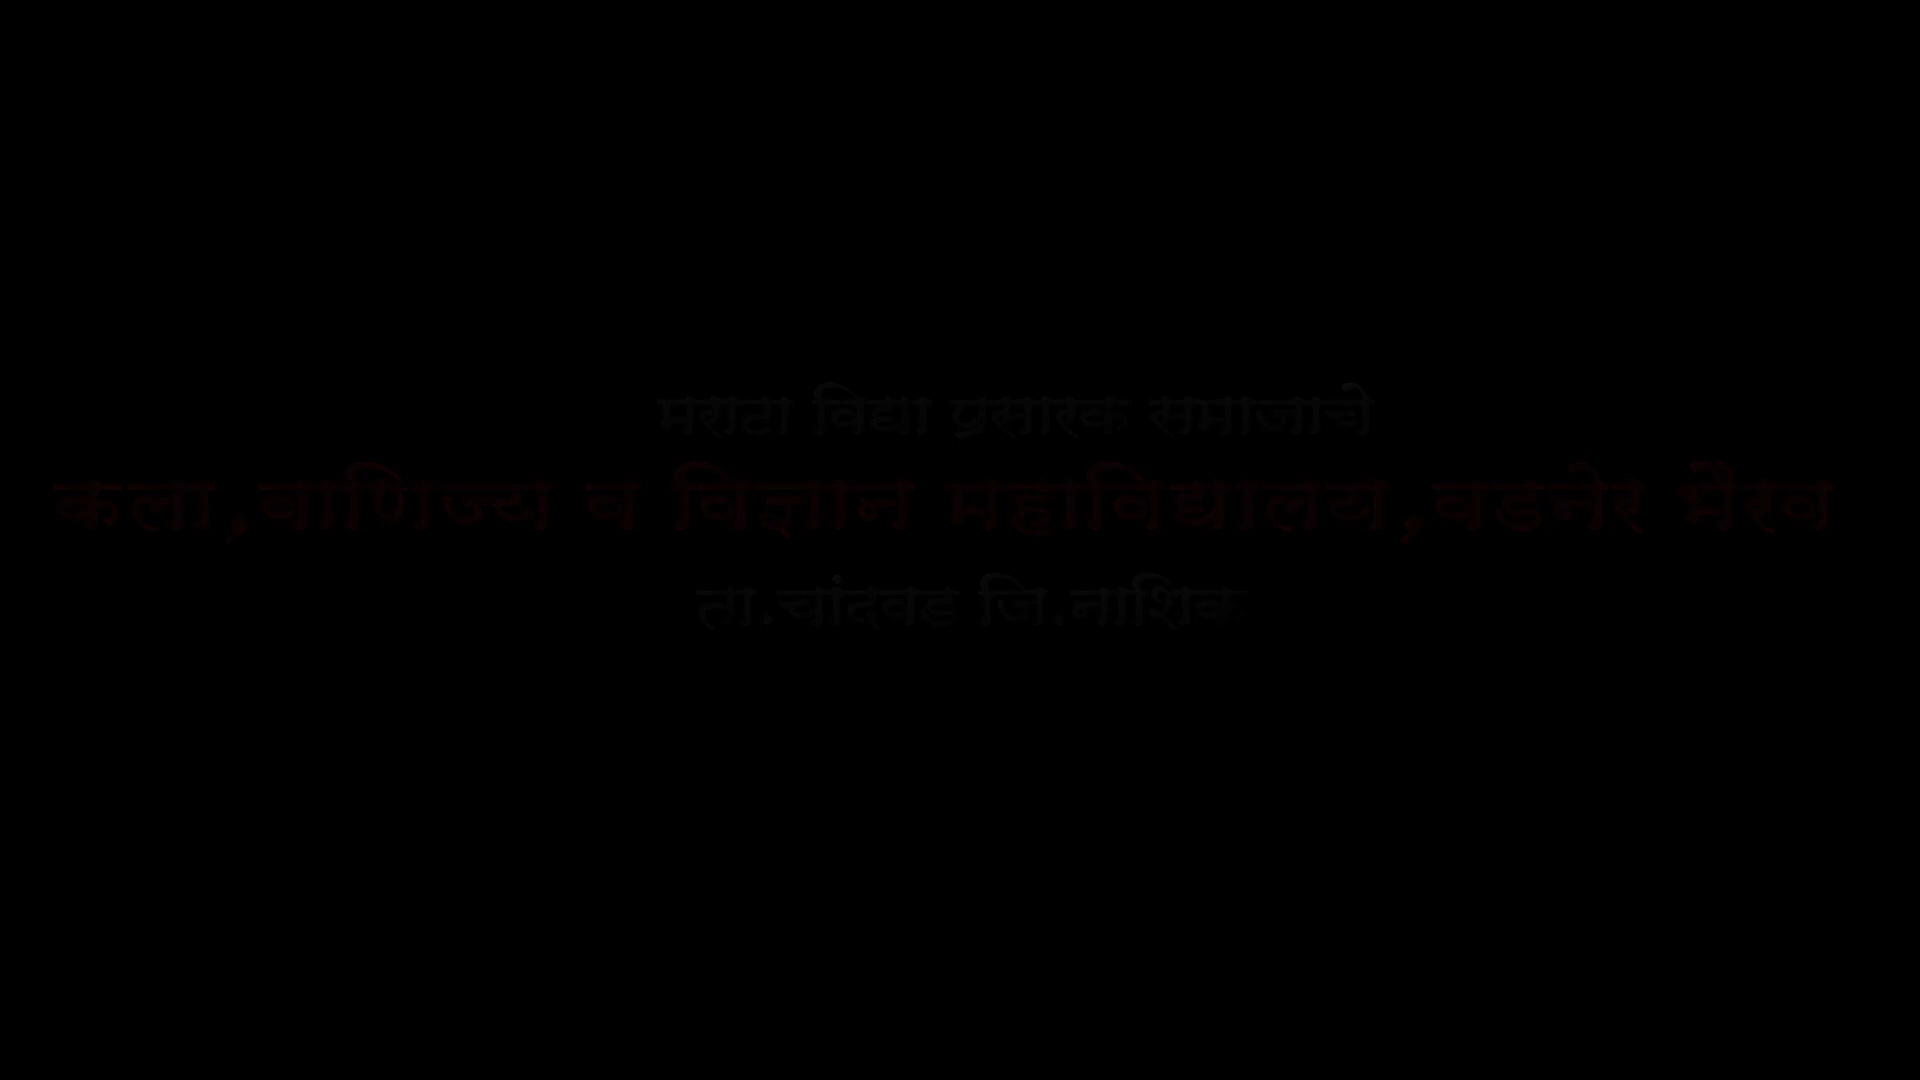 मराठा विद्या प्रसारक समाजाचे
कला,वाणिज्य व विज्ञान महाविद्यालय,वडनेर भैरव
ता.चांदवड जि.नाशिक